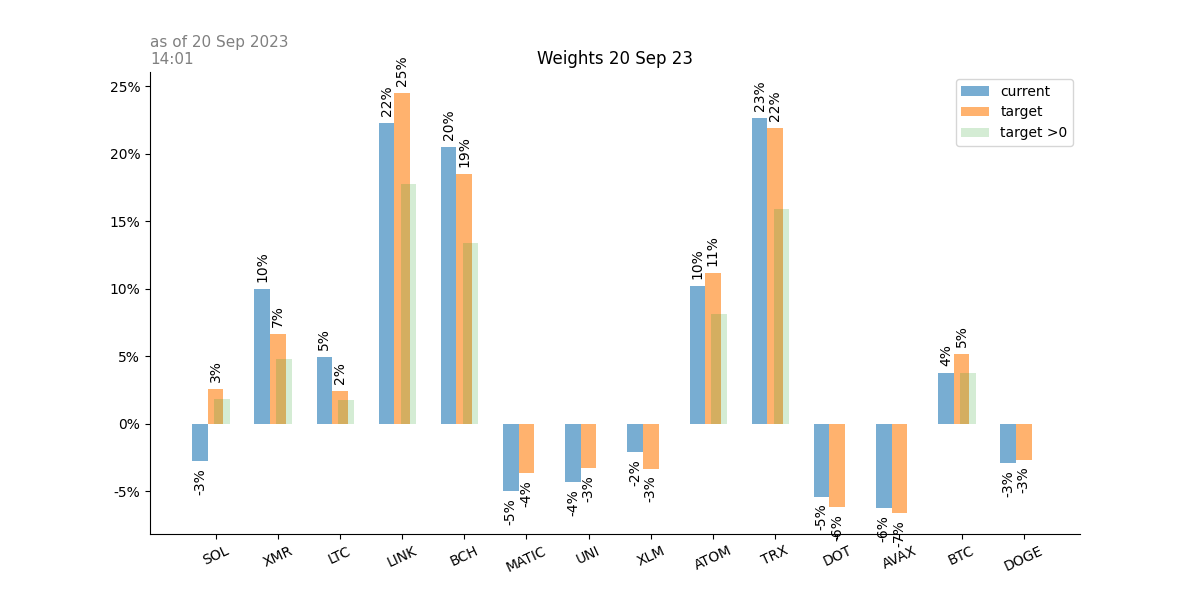 as of 20 Sep 2023
14:01
Weights 20 Sep 23
current
target
target >0
25%
20%
15%
10%
5%
0%
-5%
-3%
3%
10%
7%
5%
2%
22%
25%
20%
19%
-5%
-4%
-4%
-3%
-2%
-3%
10%
11%
23%
22%
-5%
-6%
-6%
-7%
4%
5%
-3%
-3%
SOL
XMR
LTC
LINK
BCH
MATIC
UNI
XLM
ATOM
TRX
DOT
AVAX
BTC
DOGE